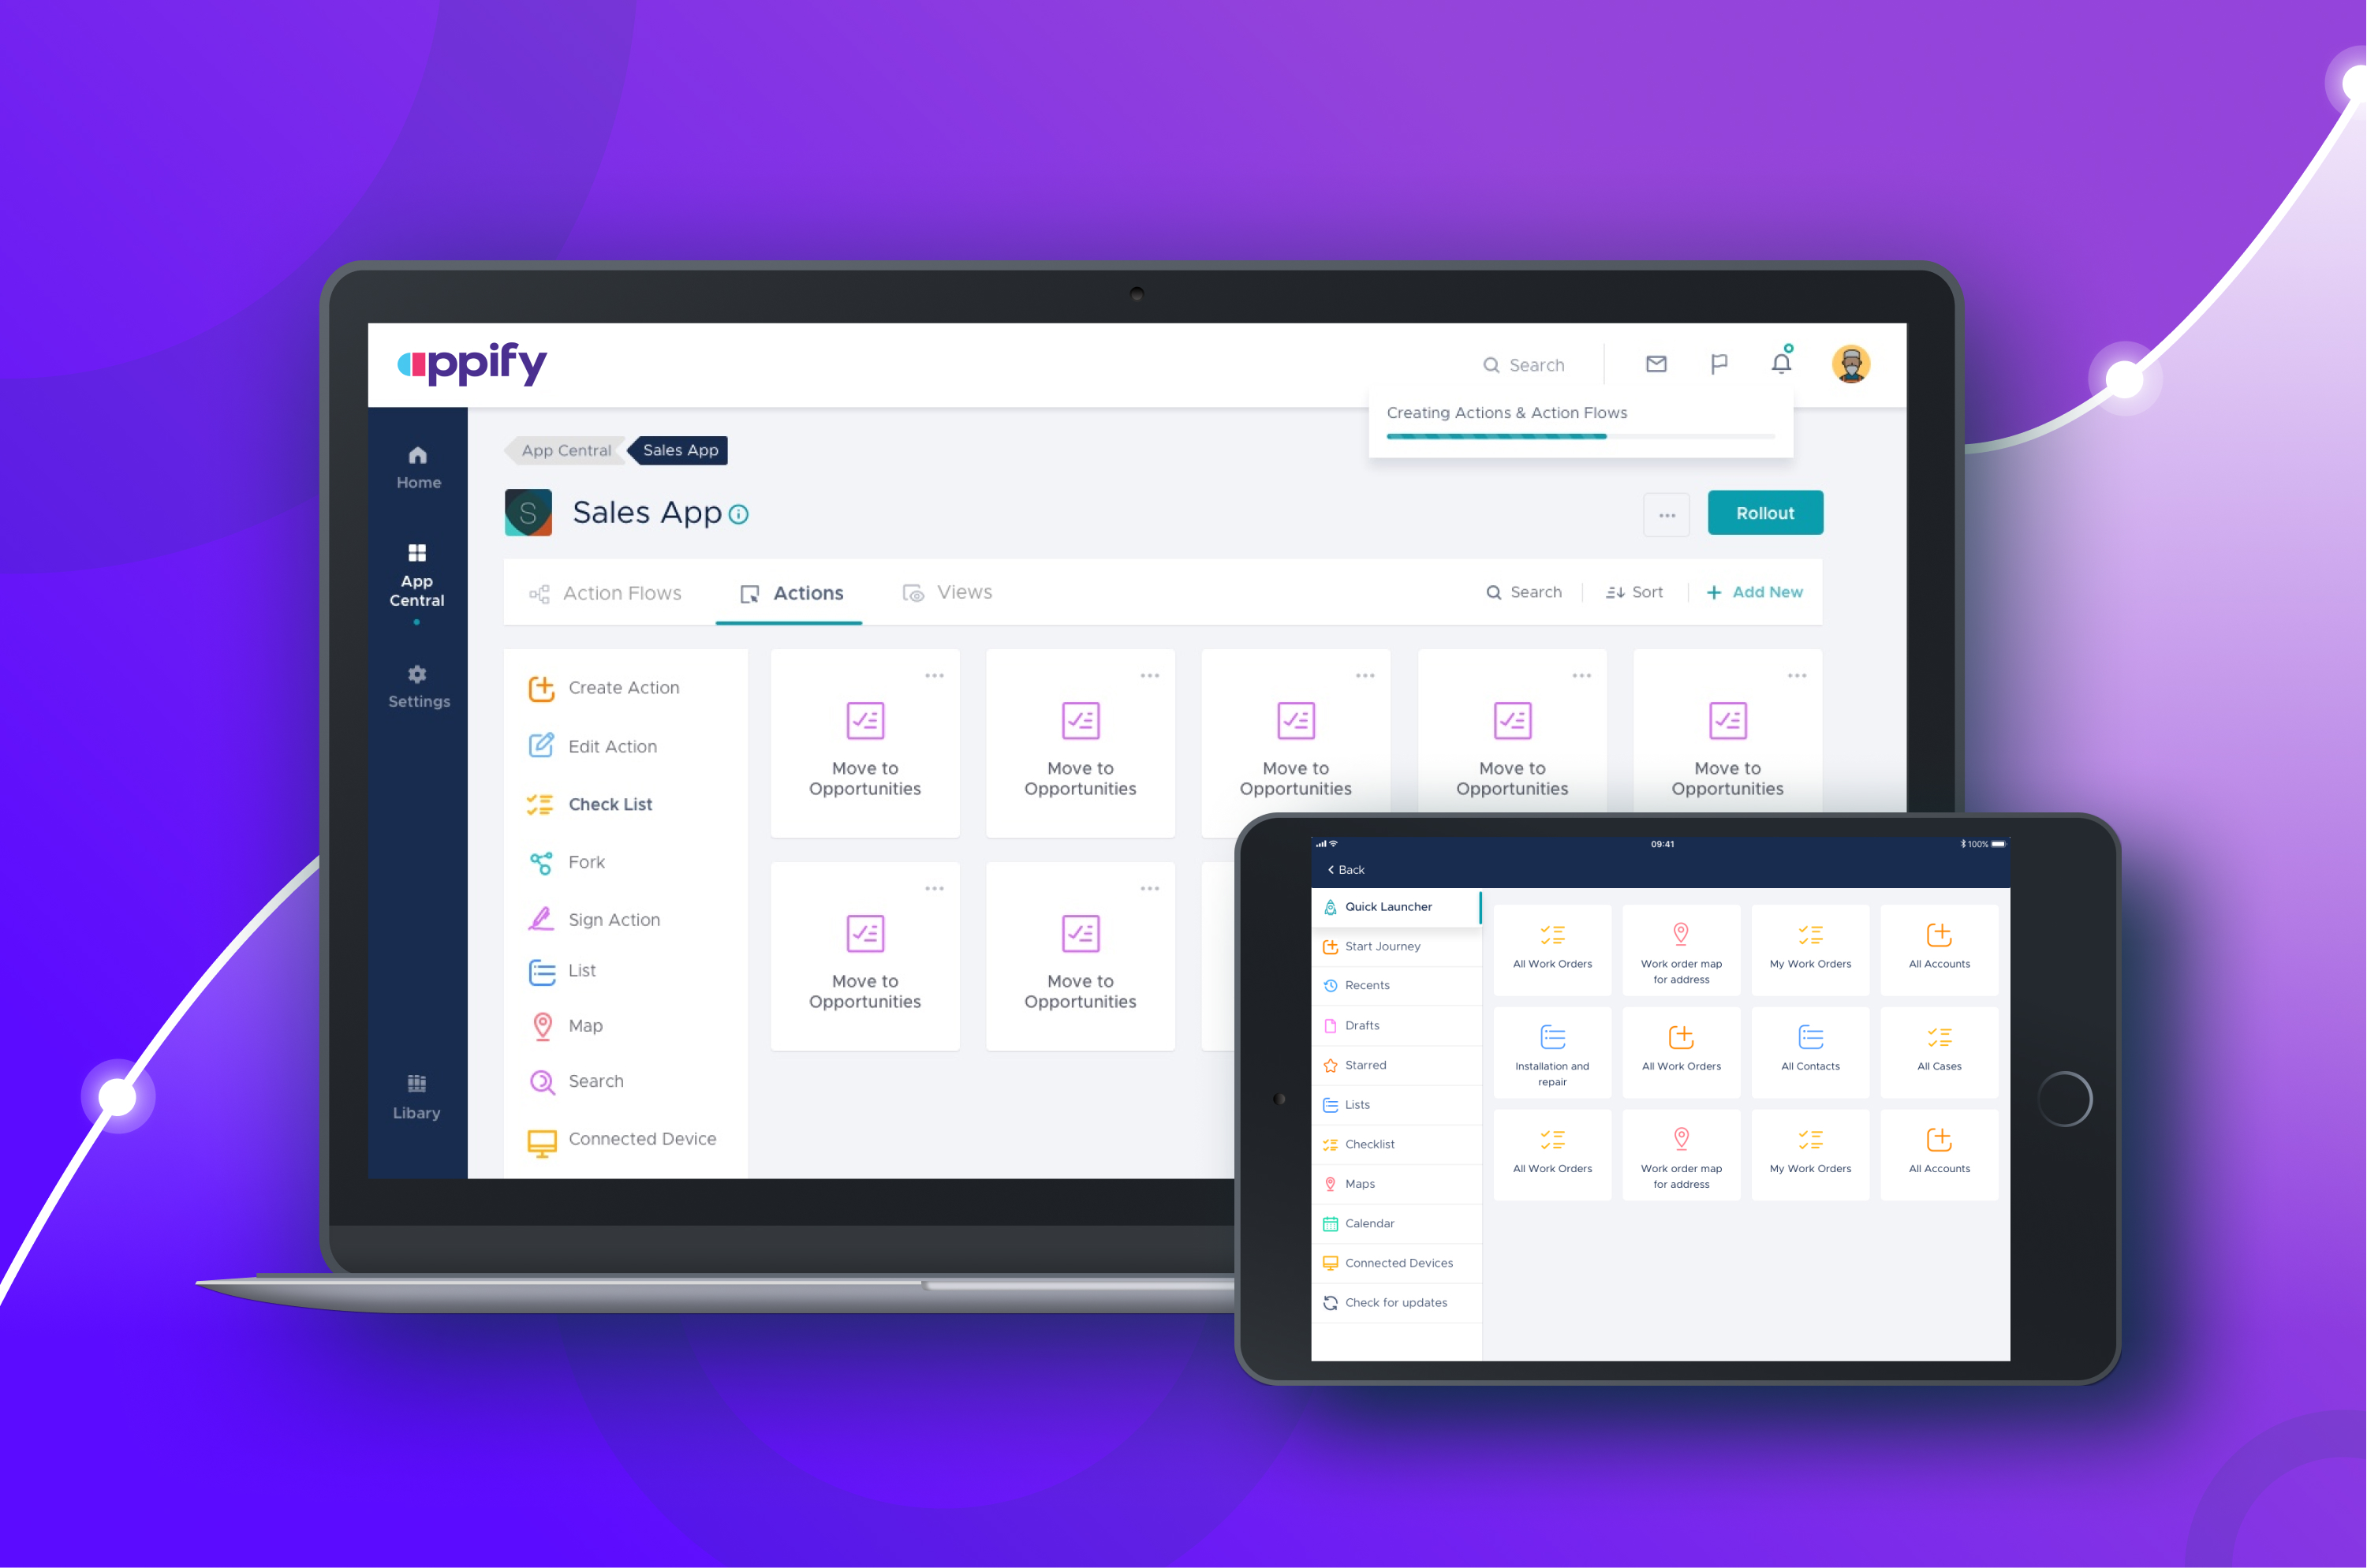 appify
Search
Creating Actions & Action Flows
Home
App
Central
Settings
Libary
App Central
Sales App
S
Sales App
...
Rollout
Action Flows
Actions
Views
Search
Sort
+ Add New
Create Action
Edit Action
Check List
Fork
Sign Action
List
Map
Search
Connected Device
Move to
Opportunities
Move to
Opportunities
Move to
Opportunities
Move to
Opportunities
Move to
Opportunities
Move to
Opportunities
Move to
Opportunities
09:41
100%
Back
Quick Launcher
Start Journey
Recents
Drafts
Starred
Lists
Checklist
Maps
Calendar
Connected Devices
Check for updates
All Work Orders
Work order map
for address
My Work Orders
All Accounts
Installation and
repair
All Work Orders
All Contacts
All Cases
All Work Orders
Work order map
for address
My Work Orders
All Accounts